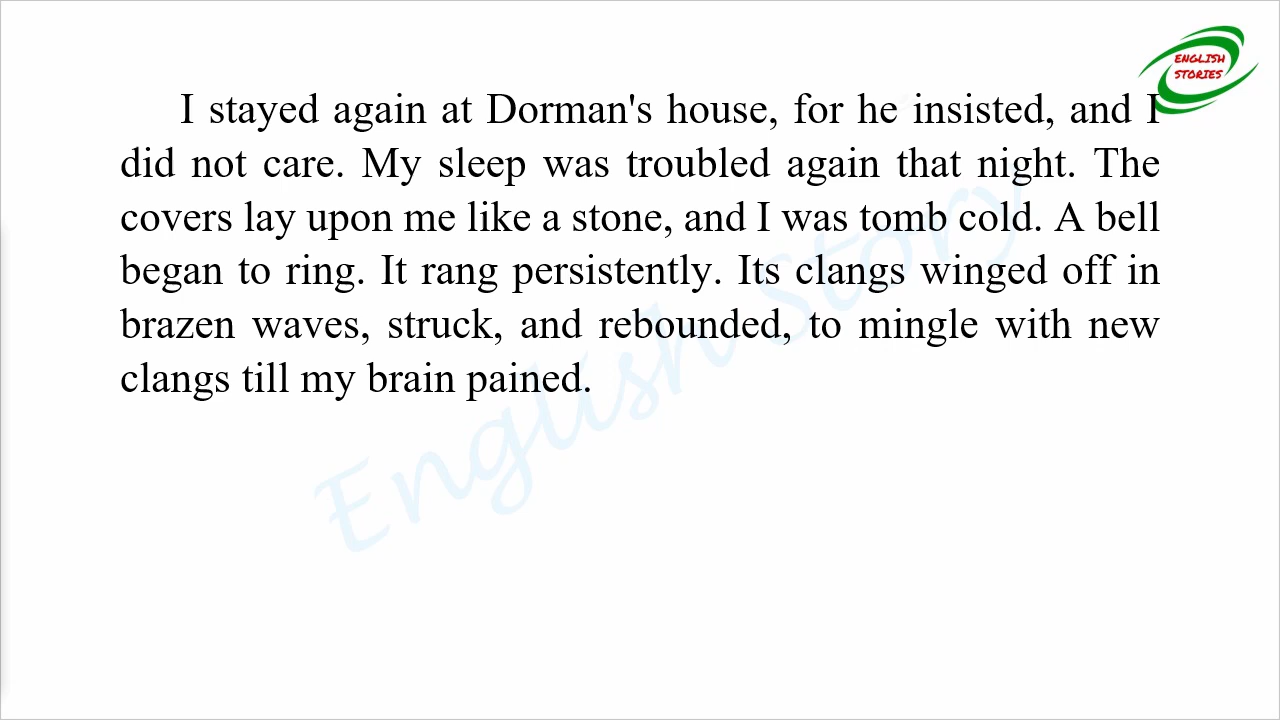 ENGLISH
STORIES
I stayed again at Dorman's house, for he insisted, and I
did not care. My sleep was troubled again that night. The
covers lay upon me like a stone, and I was tomb cold. A bell
began to ring. It rang persistently. Its clangs winged off in
brazen waves, struck, and rebounded, to mingle with new
clangs till my brain pained.
English Story